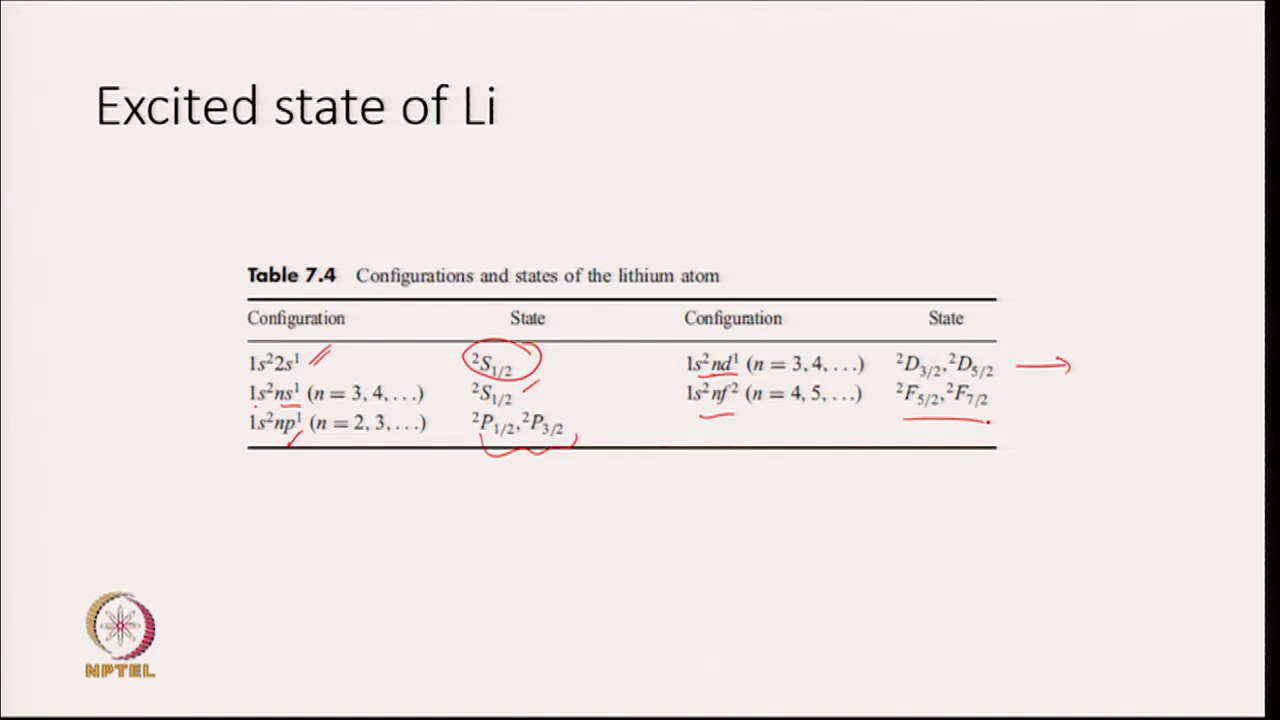 Excited state of Li
Table 7.4 Configurations and states of the lithium atom
Configuration State Configuration State
1s²2s¹ ²S₁/₂ 1s²nd¹ (n = 3, 4, . . .) ²D₃/₂,²D₅/₂
1s²ns¹ (n = 3, 4, . . .) ²S₁/₂ 1s²nf² (n = 4, 5, . . .) ²F₅/₂,²F₇/₂
1s²np¹ (n = 2, 3, . . .) ²P₁/₂,²P₃/₂
NPTEL